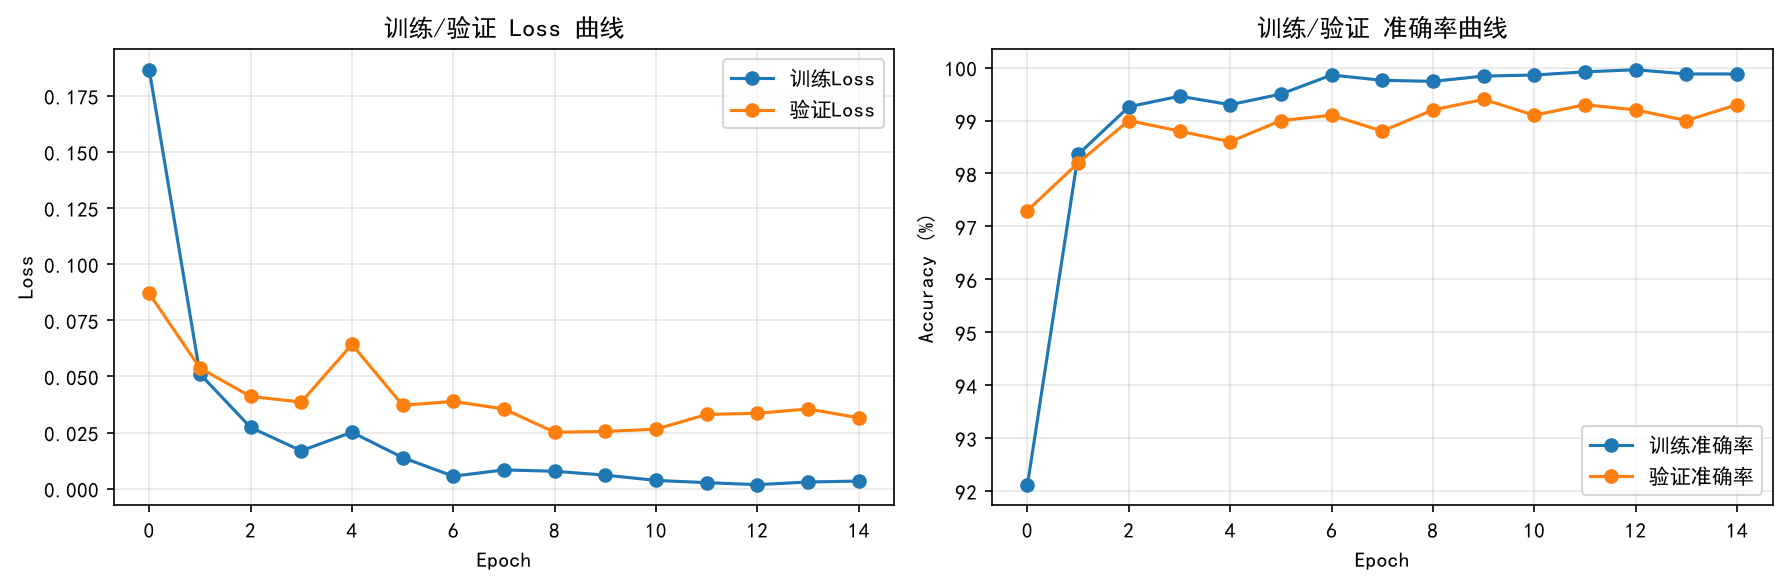 训练/验证 Loss 曲线
0.175
0.150
0.125
0.100
0.075
0.050
0.025
0.000
Loss
训练Loss
验证Loss
0 2 4 6 8 10 12 14
Epoch
训练/验证 准确率曲线
100
99
98
97
96
95
94
93
92
Accuracy (%)
训练准确率
验证准确率
0 2 4 6 8 10 12 14
Epoch